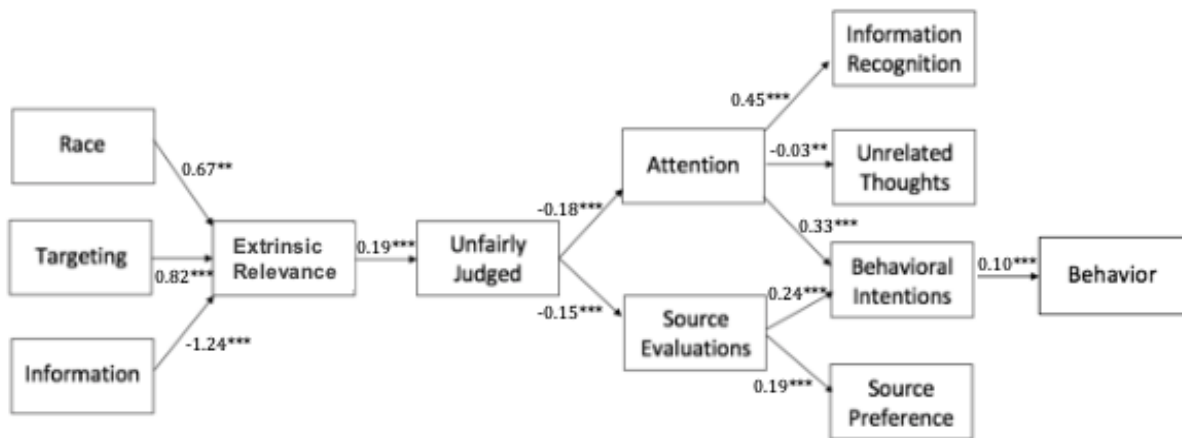 Information
Recognition
0.45***
Race
Attention
-0.03**
Unrelated
Thoughts
0.67**
-0.18***
0.33***
Targeting
0.82***
Extrinsic
Relevance
0.19***
Unfairly
Judged
Behavioral
Intentions
0.10***
Behavior
-0.15***
0.24***
Source
Evaluations
-1.24***
Information
0.19***
Source
Preference